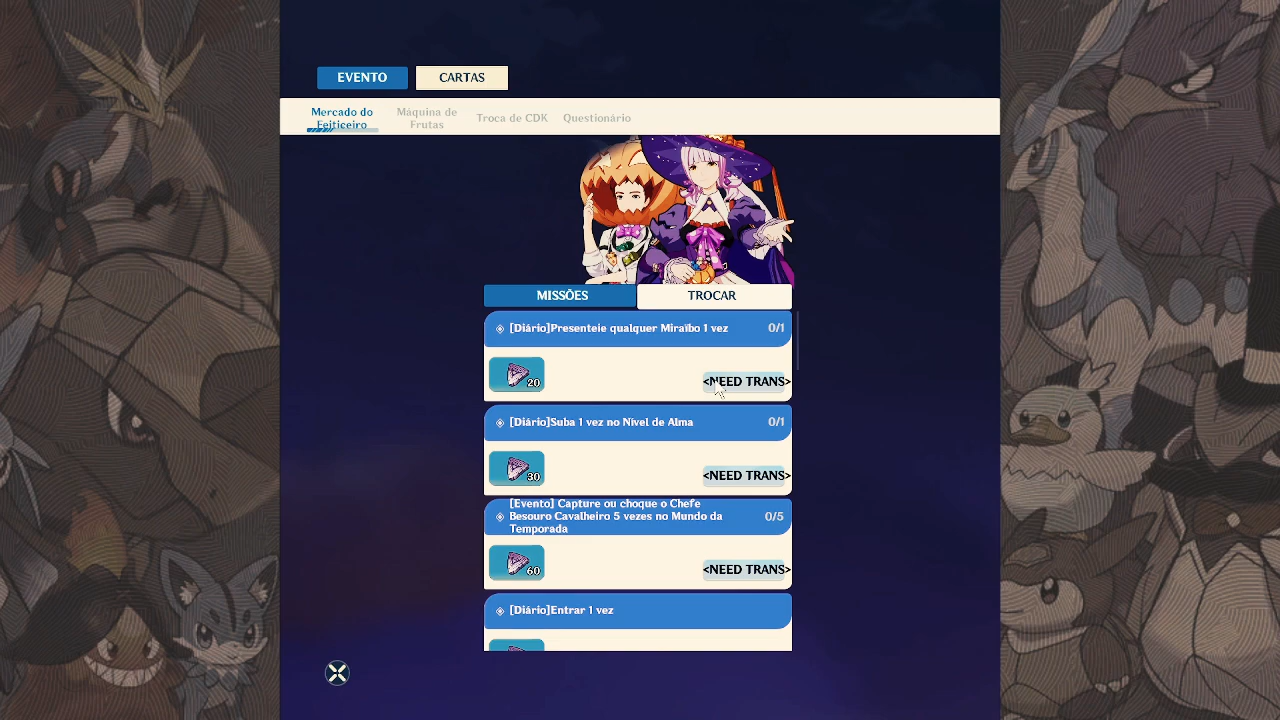 EVENTO
CARTAS
Mercado do
Feiticeiro
Máquina de
Frutas
Troca de CDK
Questionário
MISSÕES
TROCAR
[Diário]Presenteie qualquer Miraibo 1 vez
0/1
20
<NEED TRANS>
[Diário]Suba 1 vez no Nível de Alma
0/1
30
<NEED TRANS>
[Evento] Capture ou choque o Chefe
Besouro Cavalheiro 5 vezes no Mundo da
Temporada
0/5
60
<NEED TRANS>
[Diário]Entrar 1 vez